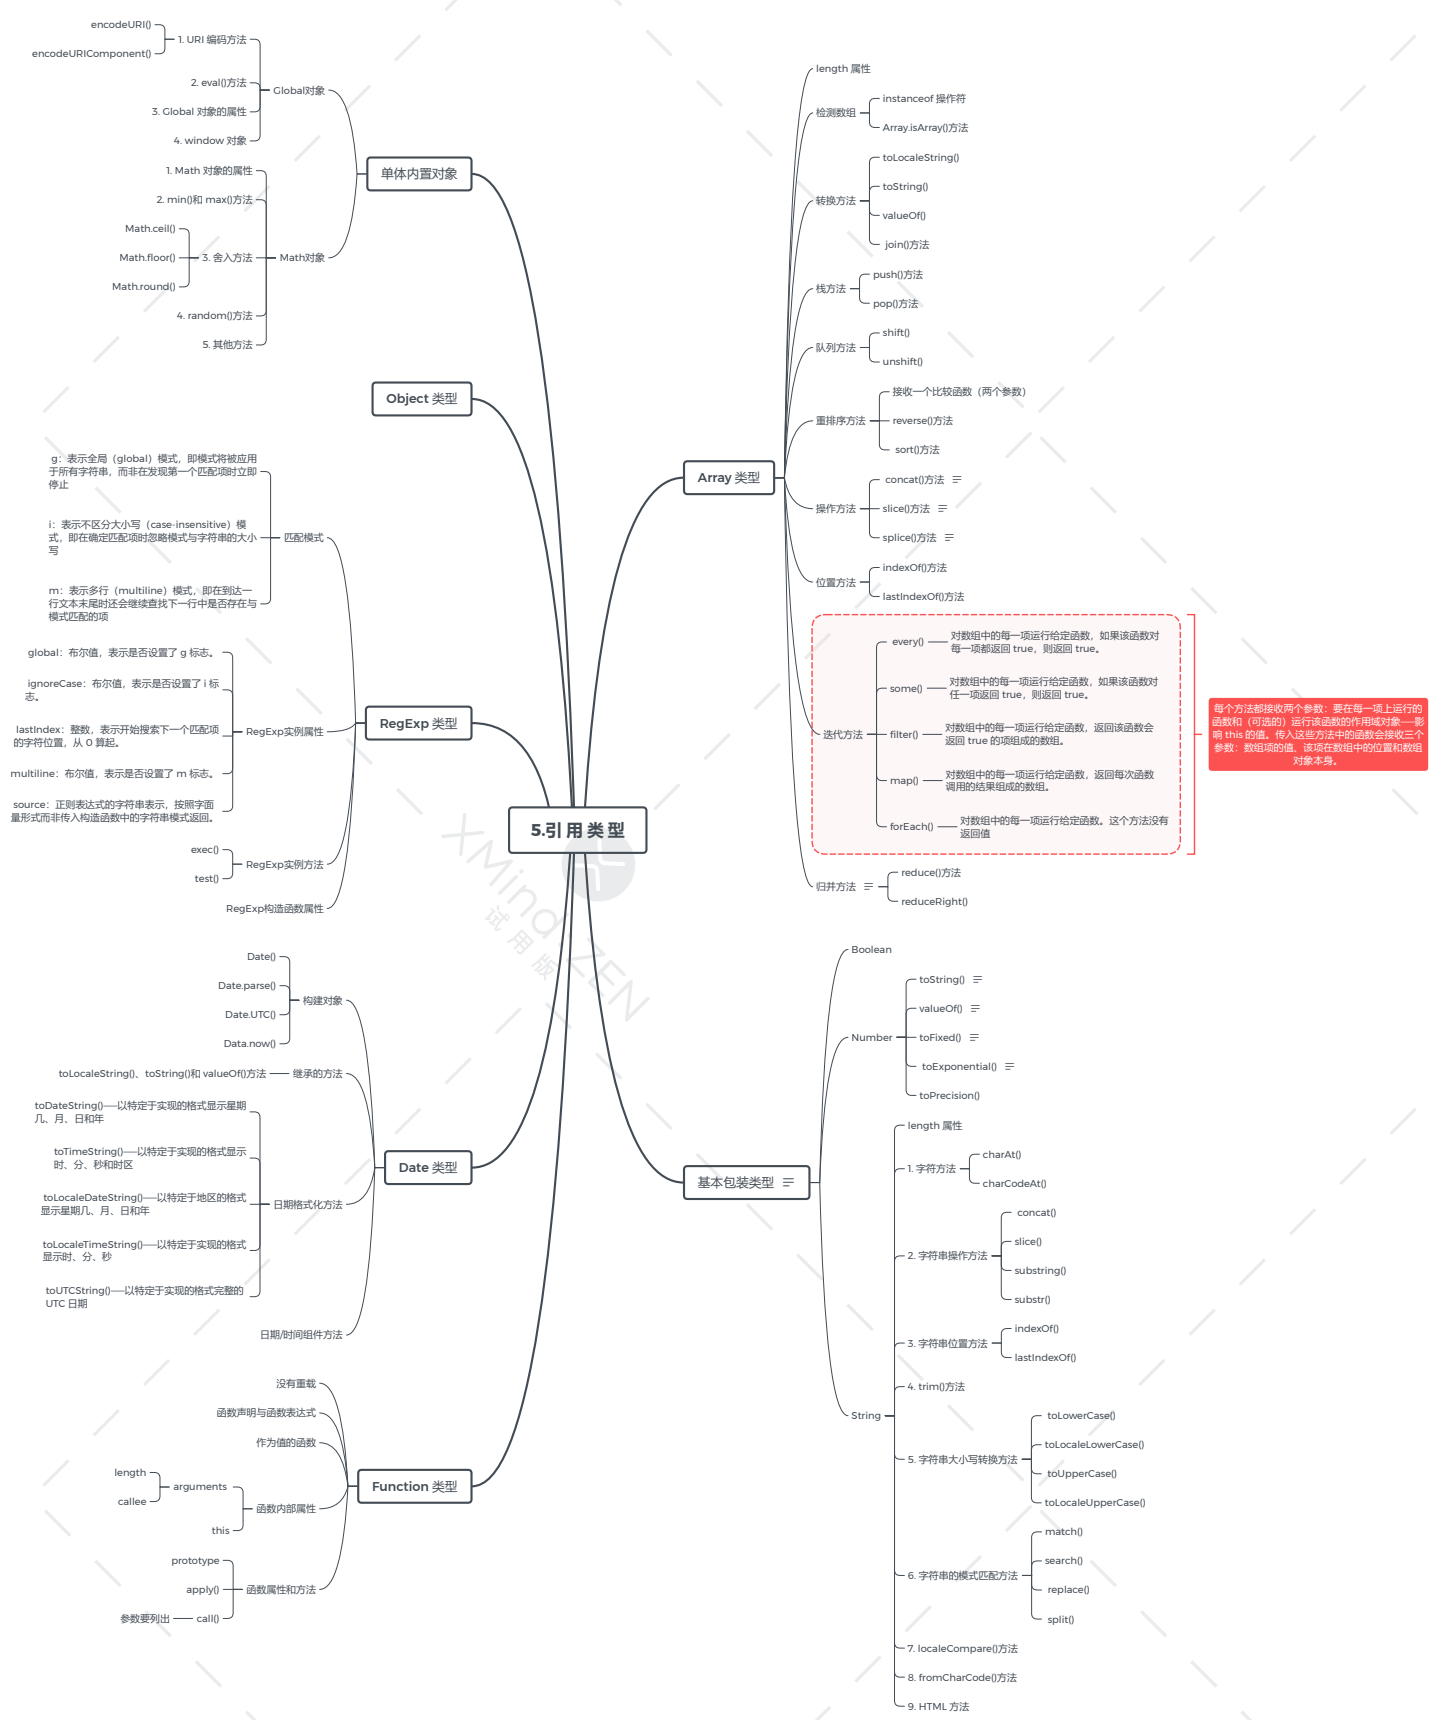 5.引用类型
单体内置对象
Global对象
1. URI 编码方法
encodeURI()
encodeURIComponent()
2. eval()方法
3. Global 对象的属性
4. window 对象
Math对象
1. Math 对象的属性
2. min()和 max()方法
3. 舍入方法
Math.ceil()
Math.floor()
Math.round()
4. random()方法
5. 其他方法
Object 类型
RegExp 类型
匹配模式
g：表示全局（global）模式，即模式将被应用
于所有字符串，而非在发现第一个匹配项时立即
停止
i：表示不区分大小写（case-insensitive）模
式，即在确定匹配项时忽略模式与字符串的大小
写
m：表示多行（multiline）模式，即在到达一
行文本末尾时还会继续查找下一行中是否存在与
模式匹配的项
RegExp实例属性
global：布尔值，表示是否设置了 g 标志。
ignoreCase：布尔值，表示是否设置了 i 标
志。
lastIndex：整数，表示开始搜索下一个匹配项
的字符位置，从 0 算起。
multiline：布尔值，表示是否设置了 m 标志。
source：正则表达式的字符串表示，按照字面
量形式而非传入构造函数中的字符串模式返回。
RegExp实例方法
exec()
test()
RegExp构造函数属性
Date 类型
构建对象
Date()
Date.parse()
Date.UTC()
Data.now()
继承的方法
toLocaleString()、toString()和 valueOf()方法
日期格式化方法
toDateString()——以特定于实现的格式显示星期
几、月、日和年
toTimeString()——以特定于实现的格式显示
时、分、秒和时区
toLocaleDateString()——以特定于地区的格式
显示星期几、月、日和年
toLocaleTimeString()——以特定于实现的格式
显示时、分、秒
toUTCString()——以特定于实现的格式完整的
UTC 日期
日期/时间组件方法
Function 类型
没有重载
函数声明与函数表达式
作为值的函数
函数内部属性
arguments
length
callee
this
函数属性和方法
prototype
apply()
call()
参数要列出
Array 类型
length 属性
检测数组
instanceof 操作符
Array.isArray()方法
转换方法
toLocaleString()
toString()
valueOf()
join()方法
栈方法
push()方法
pop()方法
队列方法
shift()
unshift()
重排序方法
接收一个比较函数（两个参数）
reverse()方法
sort()方法
操作方法
concat()方法
slice()方法
splice()方法
位置方法
indexOf()方法
lastIndexOf()方法
迭代方法
every()
对数组中的每一项运行给定函数，如果该函数对
每一项都返回 true，则返回 true。
some()
对数组中的每一项运行给定函数，如果该函数对
任一项返回 true，则返回 true。
filter()
对数组中的每一项运行给定函数，返回该函数会
返回 true 的项组成的数组。
map()
对数组中的每一项运行给定函数，返回每次函数
调用的结果组成的数组。
forEach()
对数组中的每一项运行给定函数。这个方法没有
返回值
每个方法都接收两个参数：要在每一项上运行的
函数和（可选的）运行该函数的作用域对象——影
响 this 的值。传入这些方法中的函数会接收三个
参数：数组项的值、该项在数组中的位置和数组
对象本身。
归并方法
reduce()方法
reduceRight()
基本包装类型
Boolean
Number
toString()
valueOf()
toFixed()
toExponential()
toPrecision()
String
length 属性
1. 字符方法
charAt()
charCodeAt()
2. 字符串操作方法
concat()
slice()
substring()
substr()
3. 字符串位置方法
indexOf()
lastIndexOf()
4. trim()方法
5. 字符串大小写转换方法
toLowerCase()
toLocaleLowerCase()
toUpperCase()
toLocaleUpperCase()
6. 字符串的模式匹配方法
match()
search()
replace()
split()
7. localeCompare()方法
8. fromCharCode()方法
9. HTML 方法
XMind:ZEN
试用版